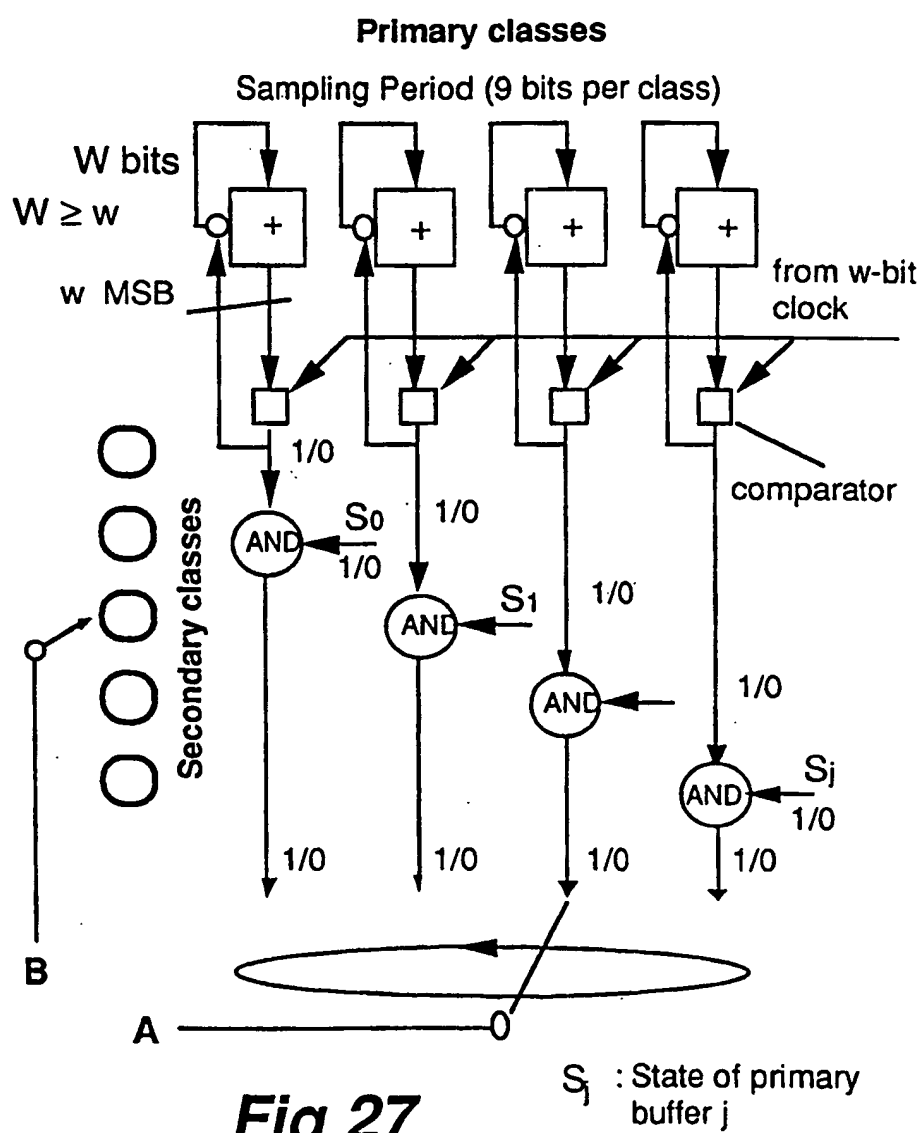 Primary classes
Sampling Period (9 bits per class)
W bits
W ≥ w
+ + + +
w MSB
from w-bit
clock
1/0
comparator
Secondary classes
AND S0
1/0
1/0
AND S1
1/0
AND
1/0
AND Sj
1/0
1/0 1/0 1/0 1/0
B
A
Sj : State of primary
buffer j
Fig 27